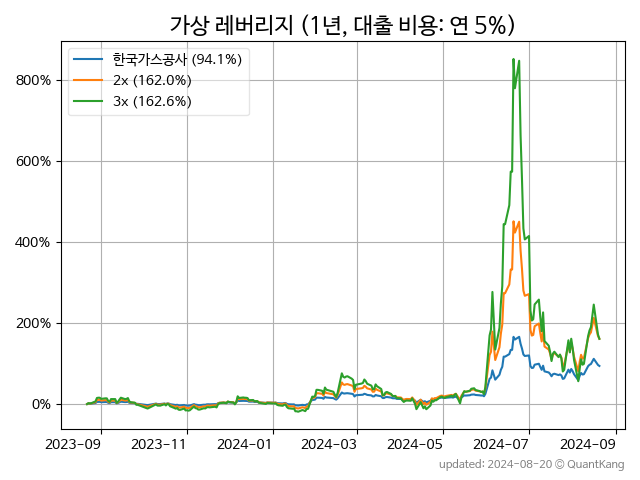 가상 레버리지 (1년, 대출 비용: 연 5%)
한국가스공사 (94.1%)
2x (162.0%)
3x (162.6%)
800%
600%
400%
200%
0%
2023-09 2023-11 2024-01 2024-03 2024-05 2024-07 2024-09
updated: 2024-08-20 © QuantKang